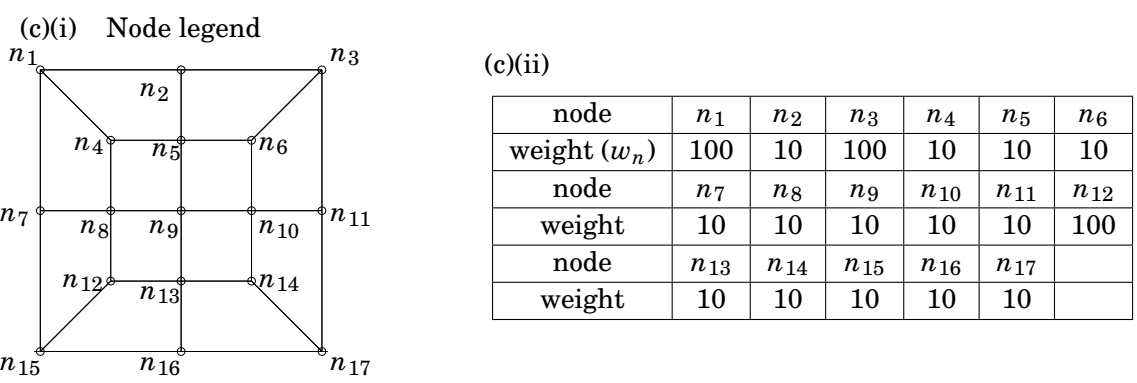 (c)(i) Node legend
n1 n3
n2
n4 n5 n6
n7 n8 n9 n10 n11
n12 n13 n14
n15 n16 n17
(c)(ii)
node n1 n2 n3 n4 n5 n6
weight (wn) 100 10 100 10 10 10
node n7 n8 n9 n10 n11 n12
weight 10 10 10 10 10 100
node n13 n14 n15 n16 n17
weight 10 10 10 10 10